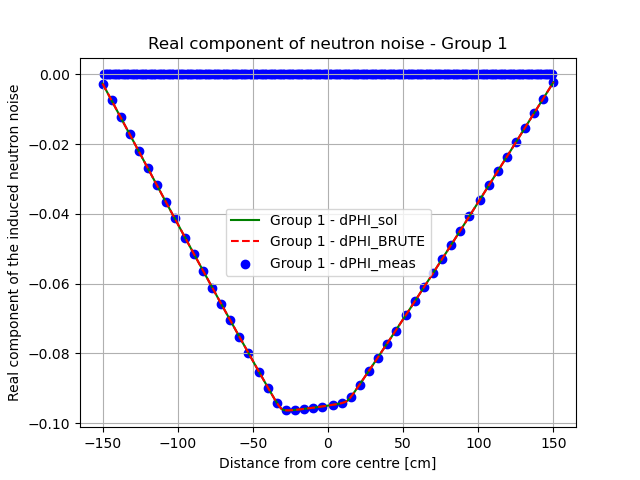 Real component of neutron noise - Group 1
Real component of the induced neutron noise
0.00
−0.02
−0.04
−0.06
−0.08
−0.10
Group 1 - dPHI_sol
Group 1 - dPHI_BRUTE
Group 1 - dPHI_meas
−150
−100
−50
0
50
100
150
Distance from core centre [cm]